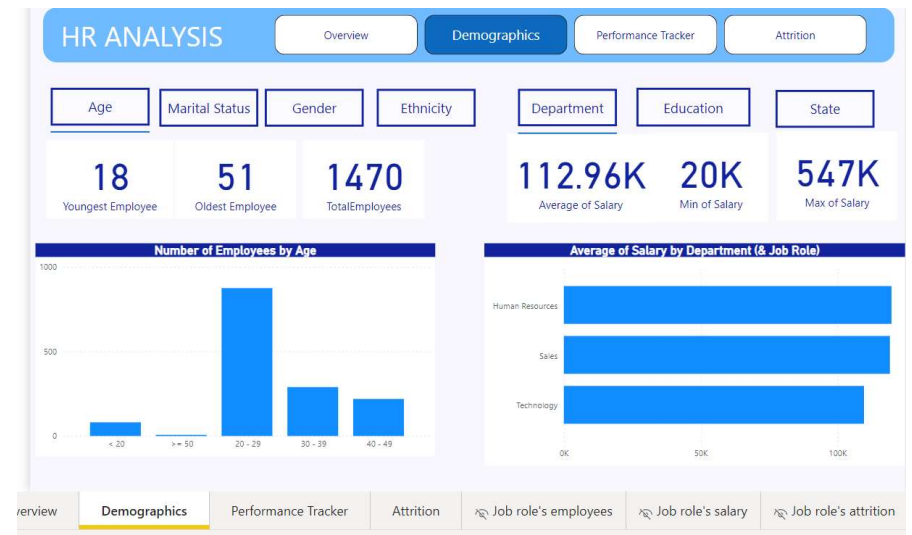 HR ANALYSIS
Overview
Demographics
Performance Tracker
Attrition
Age
Marital Status
Gender
Ethnicity
Department
Education
State
18
Youngest Employee
51
Oldest Employee
1470
TotalEmployees
112.96K
Average of Salary
20K
Min of Salary
547K
Max of Salary
Number of Employees by Age
1000
500
0
< 20
>= 50
20 - 29
30 - 39
40 - 49
Average of Salary by Department (& Job Role)
Human Resources
Sales
Technology
0K
50K
100K
verview
Demographics
Performance Tracker
Attrition
Job role's employees
Job role's salary
Job role's attrition